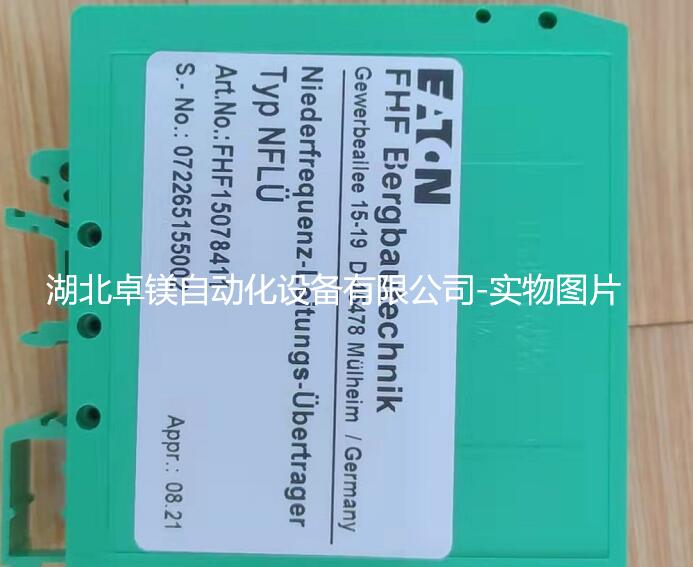 EATON
FHF Bergbautechnik
Gewerbeallee 15-19 D-45478 Mülheim / Germany
Niederfrequenz-Leitungs-Übertrager
Typ NFLÜ
Art.No.:FHF150784
S.- No.: 072265155
Appr.: 08.21
湖北卓镁自动化设备有限公司-实物图片